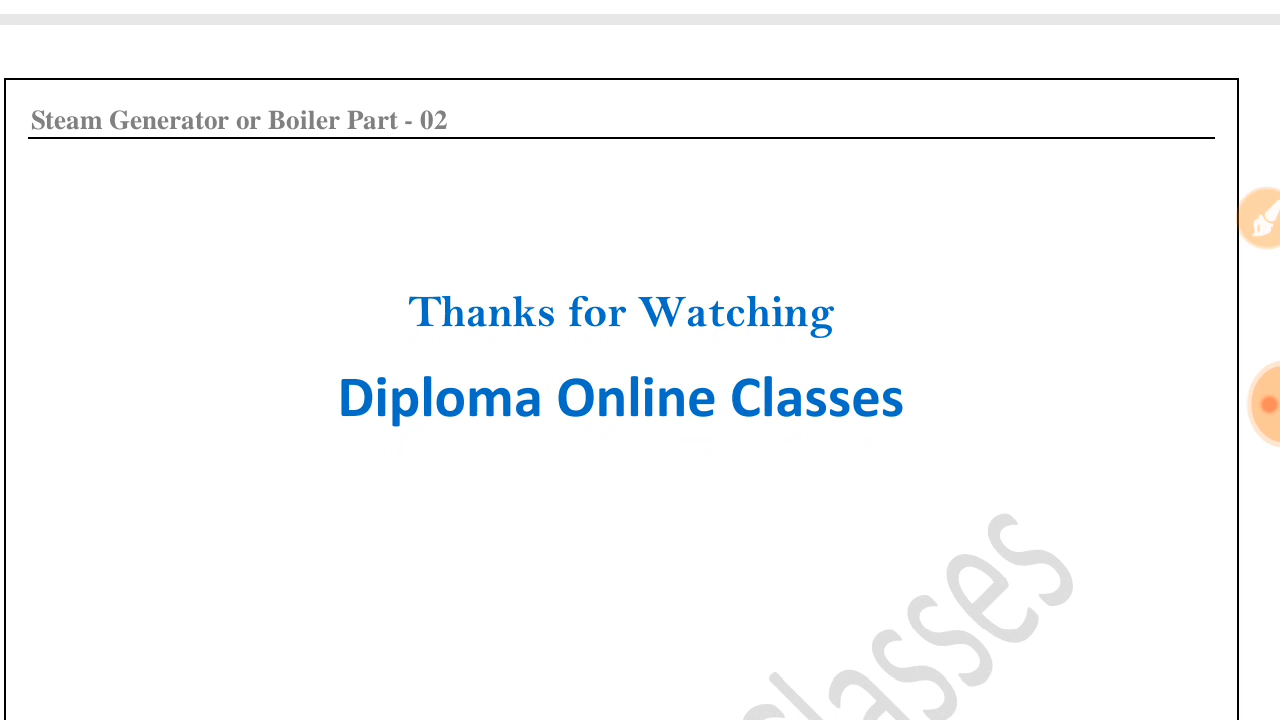 Steam Generator or Boiler Part - 02
Thanks for Watching
Diploma Online Classes
classes